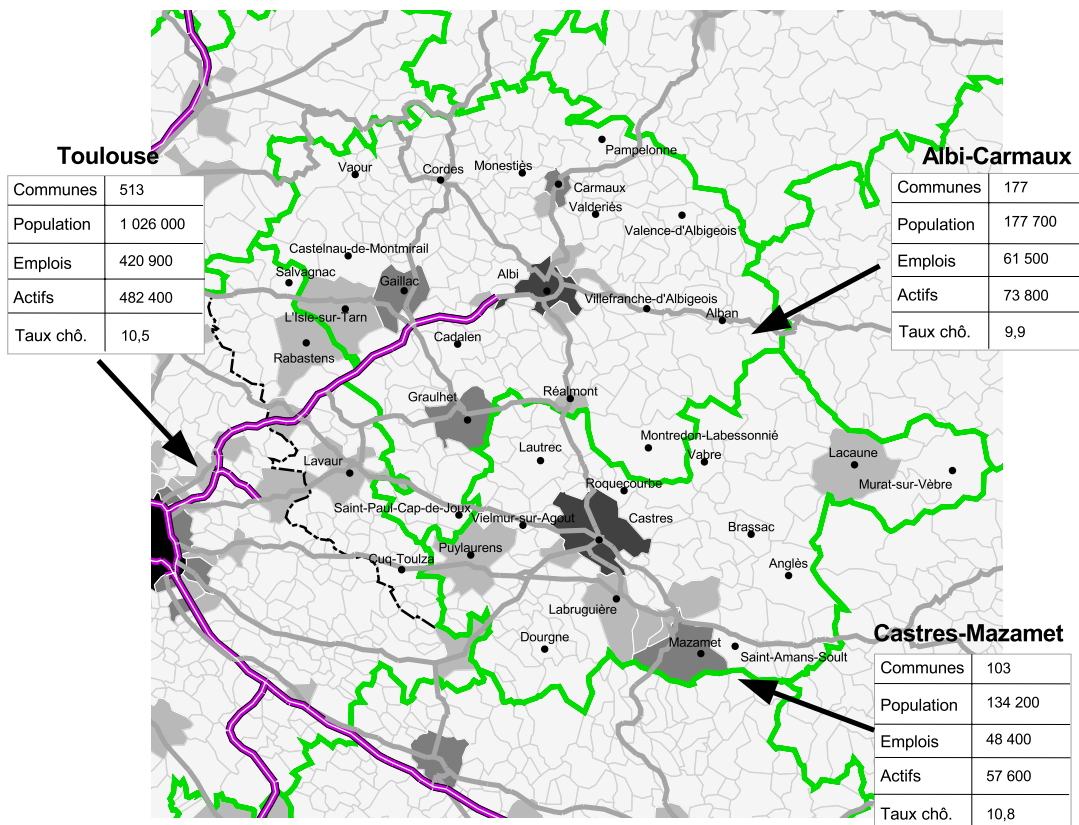 Toulouse
Communes 513
Population 1 026 000
Emplois 420 900
Actifs 482 400
Taux chô. 10,5
Albi-Carmaux
Communes 177
Population 177 700
Emplois 61 500
Actifs 73 800
Taux chô. 9,9
Pampelonne
Vaour
Cordes
Monestiès
Carmaux
Valderiès
Valence-d'Albigeois
Castelnau-de-Montmirail
Salvagnac
Gaillac
Albi
Villefranche-d'Albigeois
Alban
L'Isle-sur-Tarn
Cadalen
Rabastens
Graulhet
Réalmont
Lautrec
Montredon-Labessonnié
Vabre
Lacaune
Murat-sur-Vèbre
Lavaur
Roquecourbe
Saint-Paul-Cap-de-Joux
Vielmur-sur-Agout
Castres
Brassac
Puylaurens
Cuq-Toulza
Anglès
Labruguière
Dourgne
Mazamet
Saint-Amans-Soult
Castres-Mazamet
Communes 103
Population 134 200
Emplois 48 400
Actifs 57 600
Taux chô. 10,8